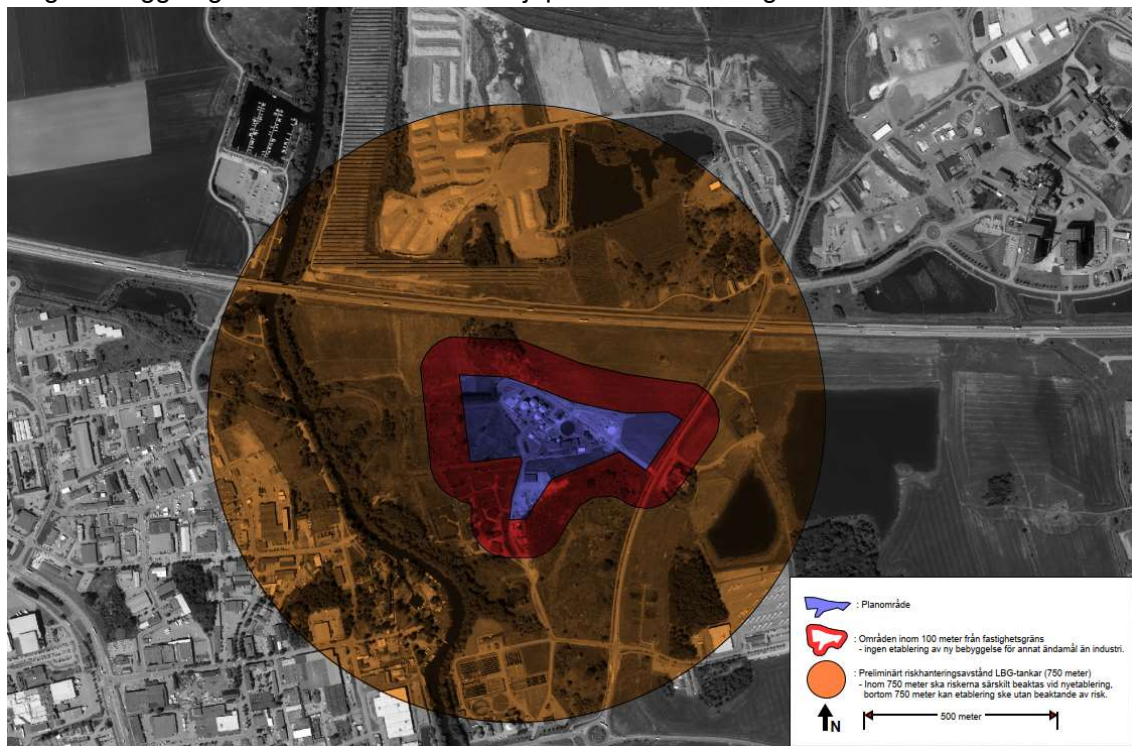 : Planområde
: Områden inom 100 meter från fastighetsgräns
- ingen etablering av ny bebyggelse för annat ändamål än industri.
: Preliminärt riskhanteringsavstånd LBG-tankar (750 meter)
- Inom 750 meter ska riskerna särskilt beaktas vid nyetablering,
bortom 750 meter kan etablering ske utan beaktande av risk.
N
500 meter